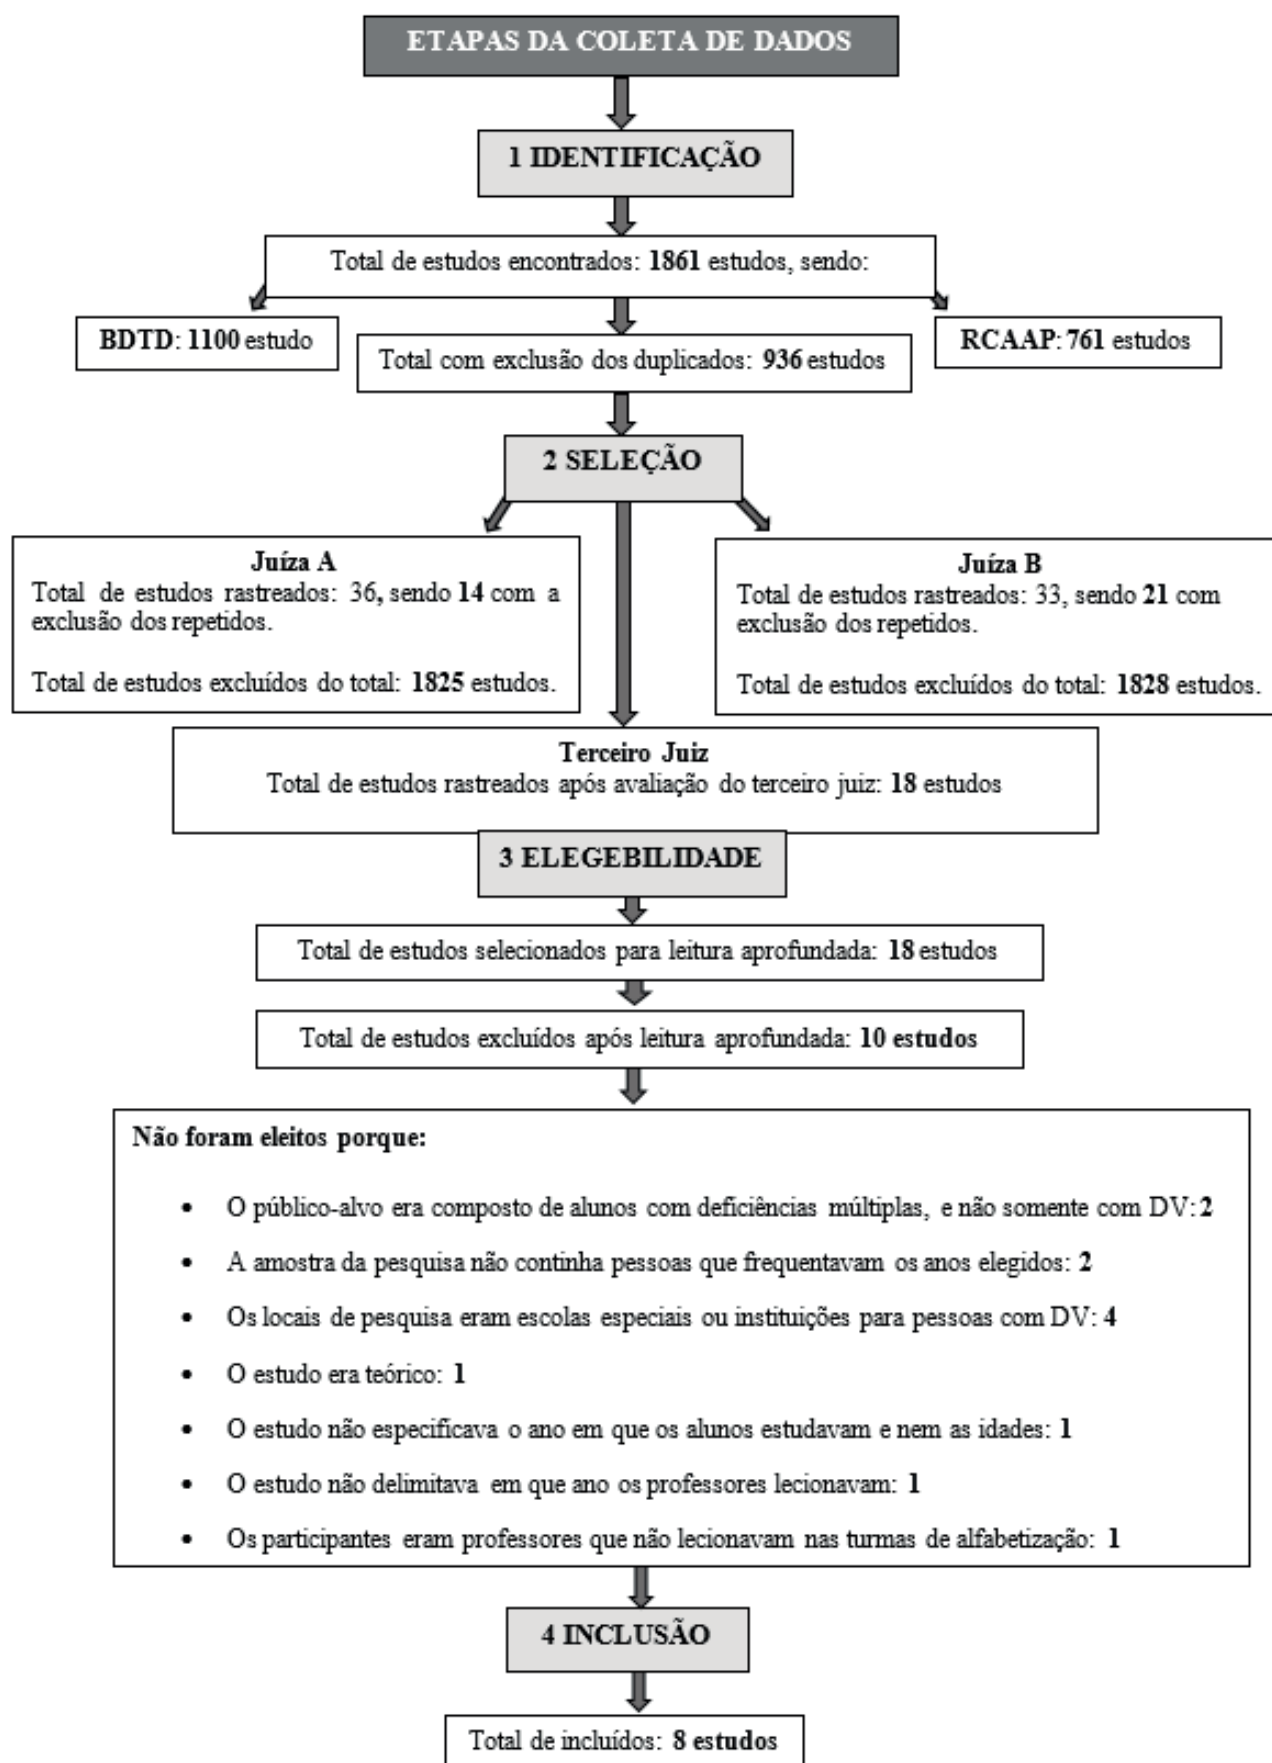 ETAPAS DA COLETA DE DADOS
1 IDENTIFICAÇÃO
Total de estudos encontrados: 1861 estudos, sendo:
BDTD: 1100 estudo
Total com exclusão dos duplicados: 936 estudos
RCAAP: 761 estudos
2 SELEÇÃO
Juíza A
Total de estudos rastreados: 36, sendo 14 com a
exclusão dos repetidos.
Total de estudos excluídos do total: 1825 estudos.
Juíza B
Total de estudos rastreados: 33, sendo 21 com
exclusão dos repetidos.
Total de estudos excluídos do total: 1828 estudos.
Terceiro Juiz
Total de estudos rastreados após avaliação do terceiro juiz: 18 estudos
3 ELEGEBILIDADE
Total de estudos selecionados para leitura aprofundada: 18 estudos
Total de estudos excluídos após leitura aprofundada: 10 estudos
Não foram eleitos porque:
• O público-alvo era composto de alunos com deficiências múltiplas, e não somente com DV: 2
• A amostra da pesquisa não continha pessoas que frequentavam os anos elegidos: 2
• Os locais de pesquisa eram escolas especiais ou instituições para pessoas com DV: 4
• O estudo era teórico: 1
• O estudo não especificava o ano em que os alunos estudavam e nem as idades: 1
• O estudo não delimitava em que ano os professores lecionavam: 1
• Os participantes eram professores que não lecionavam nas turmas de alfabetização: 1
4 INCLUSÃO
Total de incluídos: 8 estudos